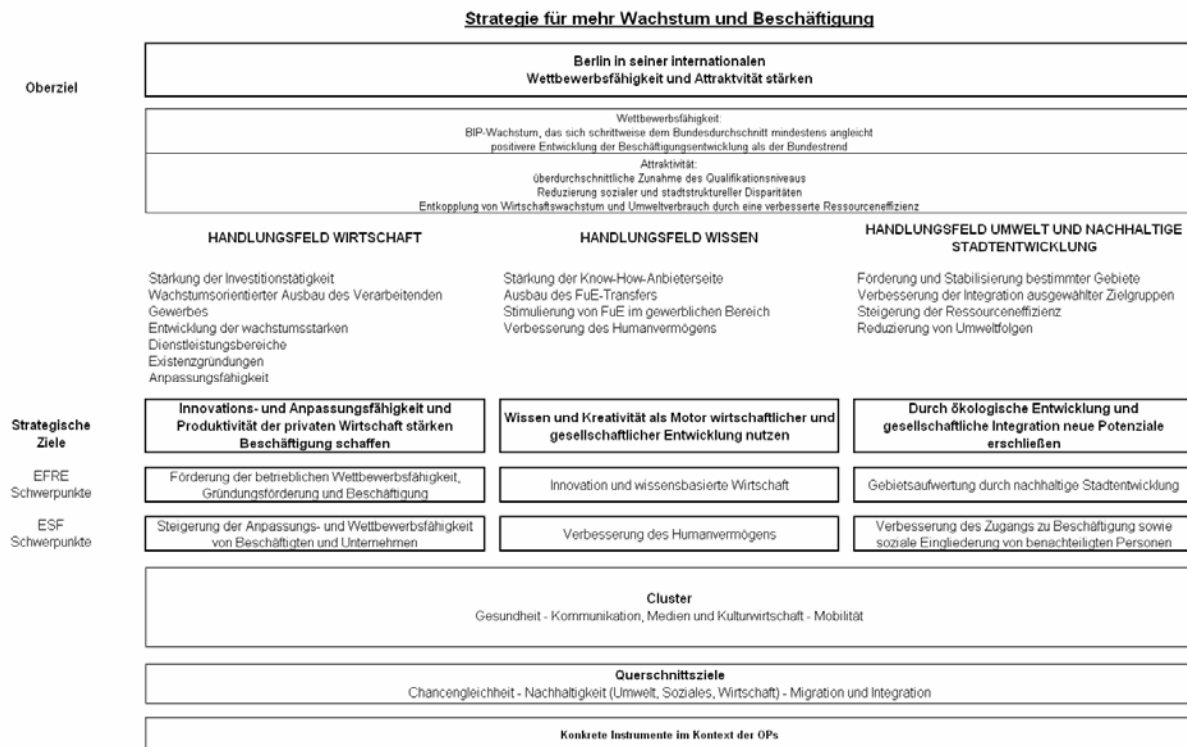 Strategie für mehr Wachstum und Beschäftigung
Oberziel
Berlin in seiner internationalen
Wettbewerbsfähigkeit und Attraktvität stärken
Wettbewerbsfähigkeit:
BIP-Wachstum, das sich schrittweise dem Bundesdurchschnitt mindestens angleicht
positivere Entwicklung der Beschäftigungsentwicklung als der Bundestrend
Attraktivität:
überdurchschnittliche Zunahme des Qualifikationsniveaus
Reduzierung sozialer und stadtstruktureller Disparitäten
Entkopplung von Wirtschaftswachstum und Umweltverbrauch durch eine verbesserte Ressourceneffizienz
HANDLUNGSFELD WIRTSCHAFT
Stärkung der Investitionstätigkeit
Wachstumsorientierter Ausbau des Verarbeitenden
Gewerbes
Entwicklung der wachstumsstarken
Dienstleistungsbereiche
Existenzgründungen
Anpassungsfähigkeit
HANDLUNGSFELD WISSEN
Stärkung der Know-How-Anbieterseite
Ausbau des FuE-Transfers
Stimulierung von FuE im gewerblichen Bereich
Verbesserung des Humanvermögens
HANDLUNGSFELD UMWELT UND NACHHALTIGE
STADTENTWICKLUNG
Förderung und Stabilisierung bestimmter Gebiete
Verbesserung der Integration ausgewählter Zielgruppen
Steigerung der Ressourceneffizienz
Reduzierung von Umweltfolgen
Strategische
Ziele
Innovations- und Anpassungsfähigkeit und
Produktivität der privaten Wirtschaft stärken
Beschäftigung schaffen
Wissen und Kreativität als Motor wirtschaftlicher und
gesellschaftlicher Entwicklung nutzen
Durch ökologische Entwicklung und
gesellschaftliche Integration neue Potenziale
erschließen
EFRE
Schwerpunkte
Förderung der betrieblichen Wettbewerbsfähigkeit,
Gründungsförderung und Beschäftigung
Innovation und wissensbasierte Wirtschaft
Gebietsaufwertung durch nachhaltige Stadtentwicklung
ESF
Schwerpunkte
Steigerung der Anpassungs- und Wettbewerbsfähigkeit
von Beschäftigten und Unternehmen
Verbesserung des Humanvermögens
Verbesserung des Zugangs zu Beschäftigung sowie
soziale Eingliederung von benachteiligten Personen
Cluster
Gesundheit - Kommunikation, Medien und Kulturwirtschaft - Mobilität
Querschnittsziele
Chancengleichheit - Nachhaltigkeit (Umwelt, Soziales, Wirtschaft) - Migration und Integration
Konkrete Instrumente im Kontext der OPs